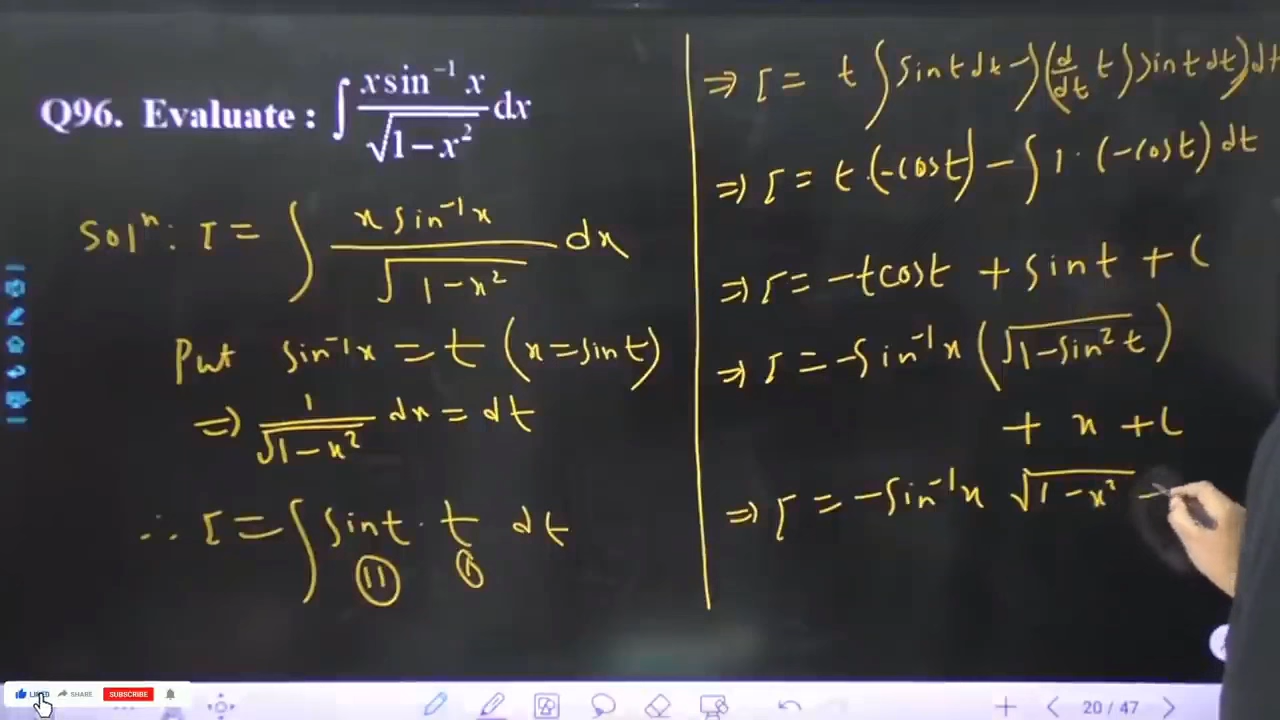 Q96. Evaluate : ∫ x sin⁻¹ x / √(1 − x²) dx
Solⁿ: I = ∫ x sin⁻¹x / √(1 − x²) dx
Put sin⁻¹x = t (x = sin t)
⇒ 1/√(1 − x²) dx = dt
∴ I = ∫ sin t · t dt
(II) (I)
⇒ I = t ∫ sin t dt − ∫ (d/dt t ∫ sin t dt) dt
⇒ I = t · (−cos t) − ∫ 1 · (−cos t) dt
⇒ I = −t cos t + sin t + C
⇒ I = −sin⁻¹x (√(1 − sin² t))
+ x + C
⇒ I = −sin⁻¹x √(1 − x²) −
LIKED SHARE SUBSCRIBE
20 / 47